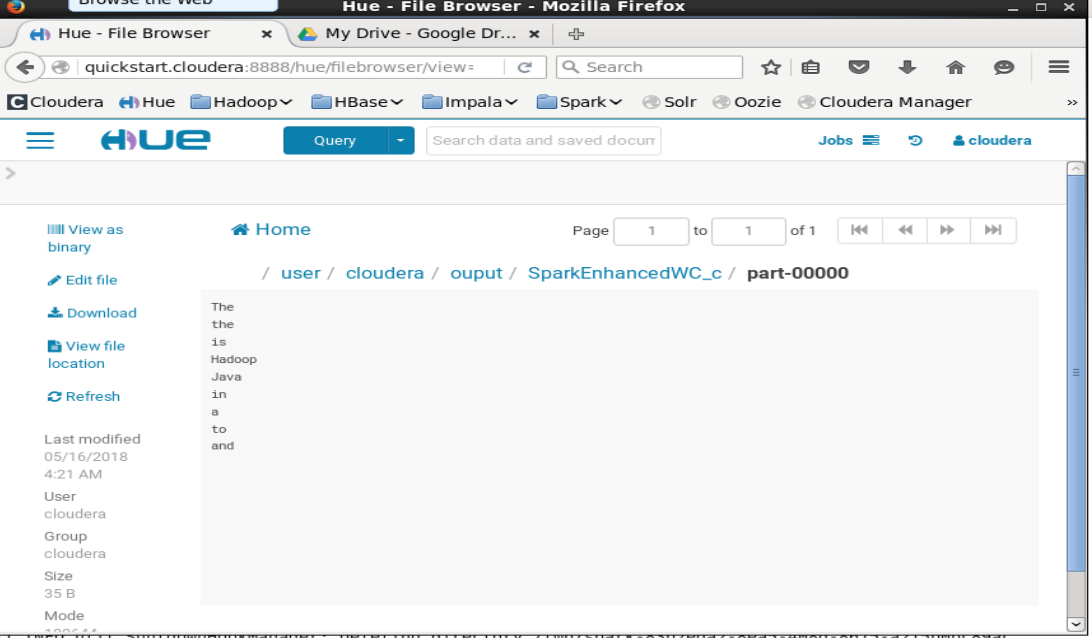 Browse the Web
Hue - File Browser - Mozilla Firefox
Hue - File Browser
My Drive - Google Dr...
quickstart.cloudera:8888/hue/filebrowser/view=
Search
Cloudera Hue Hadoop HBase Impala Spark Solr Oozie Cloudera Manager »
HUE Query Search data and saved docum Jobs cloudera
View as binary
Home
Page 1 to 1 of 1
/ user / cloudera / ouput / SparkEnhancedWC_c / part-00000
Edit file
Download
View file location
Refresh
Last modified
05/16/2018
4:21 AM
User
cloudera
Group
cloudera
Size
35 B
Mode
The
the
is
Hadoop
Java
in
a
to
and